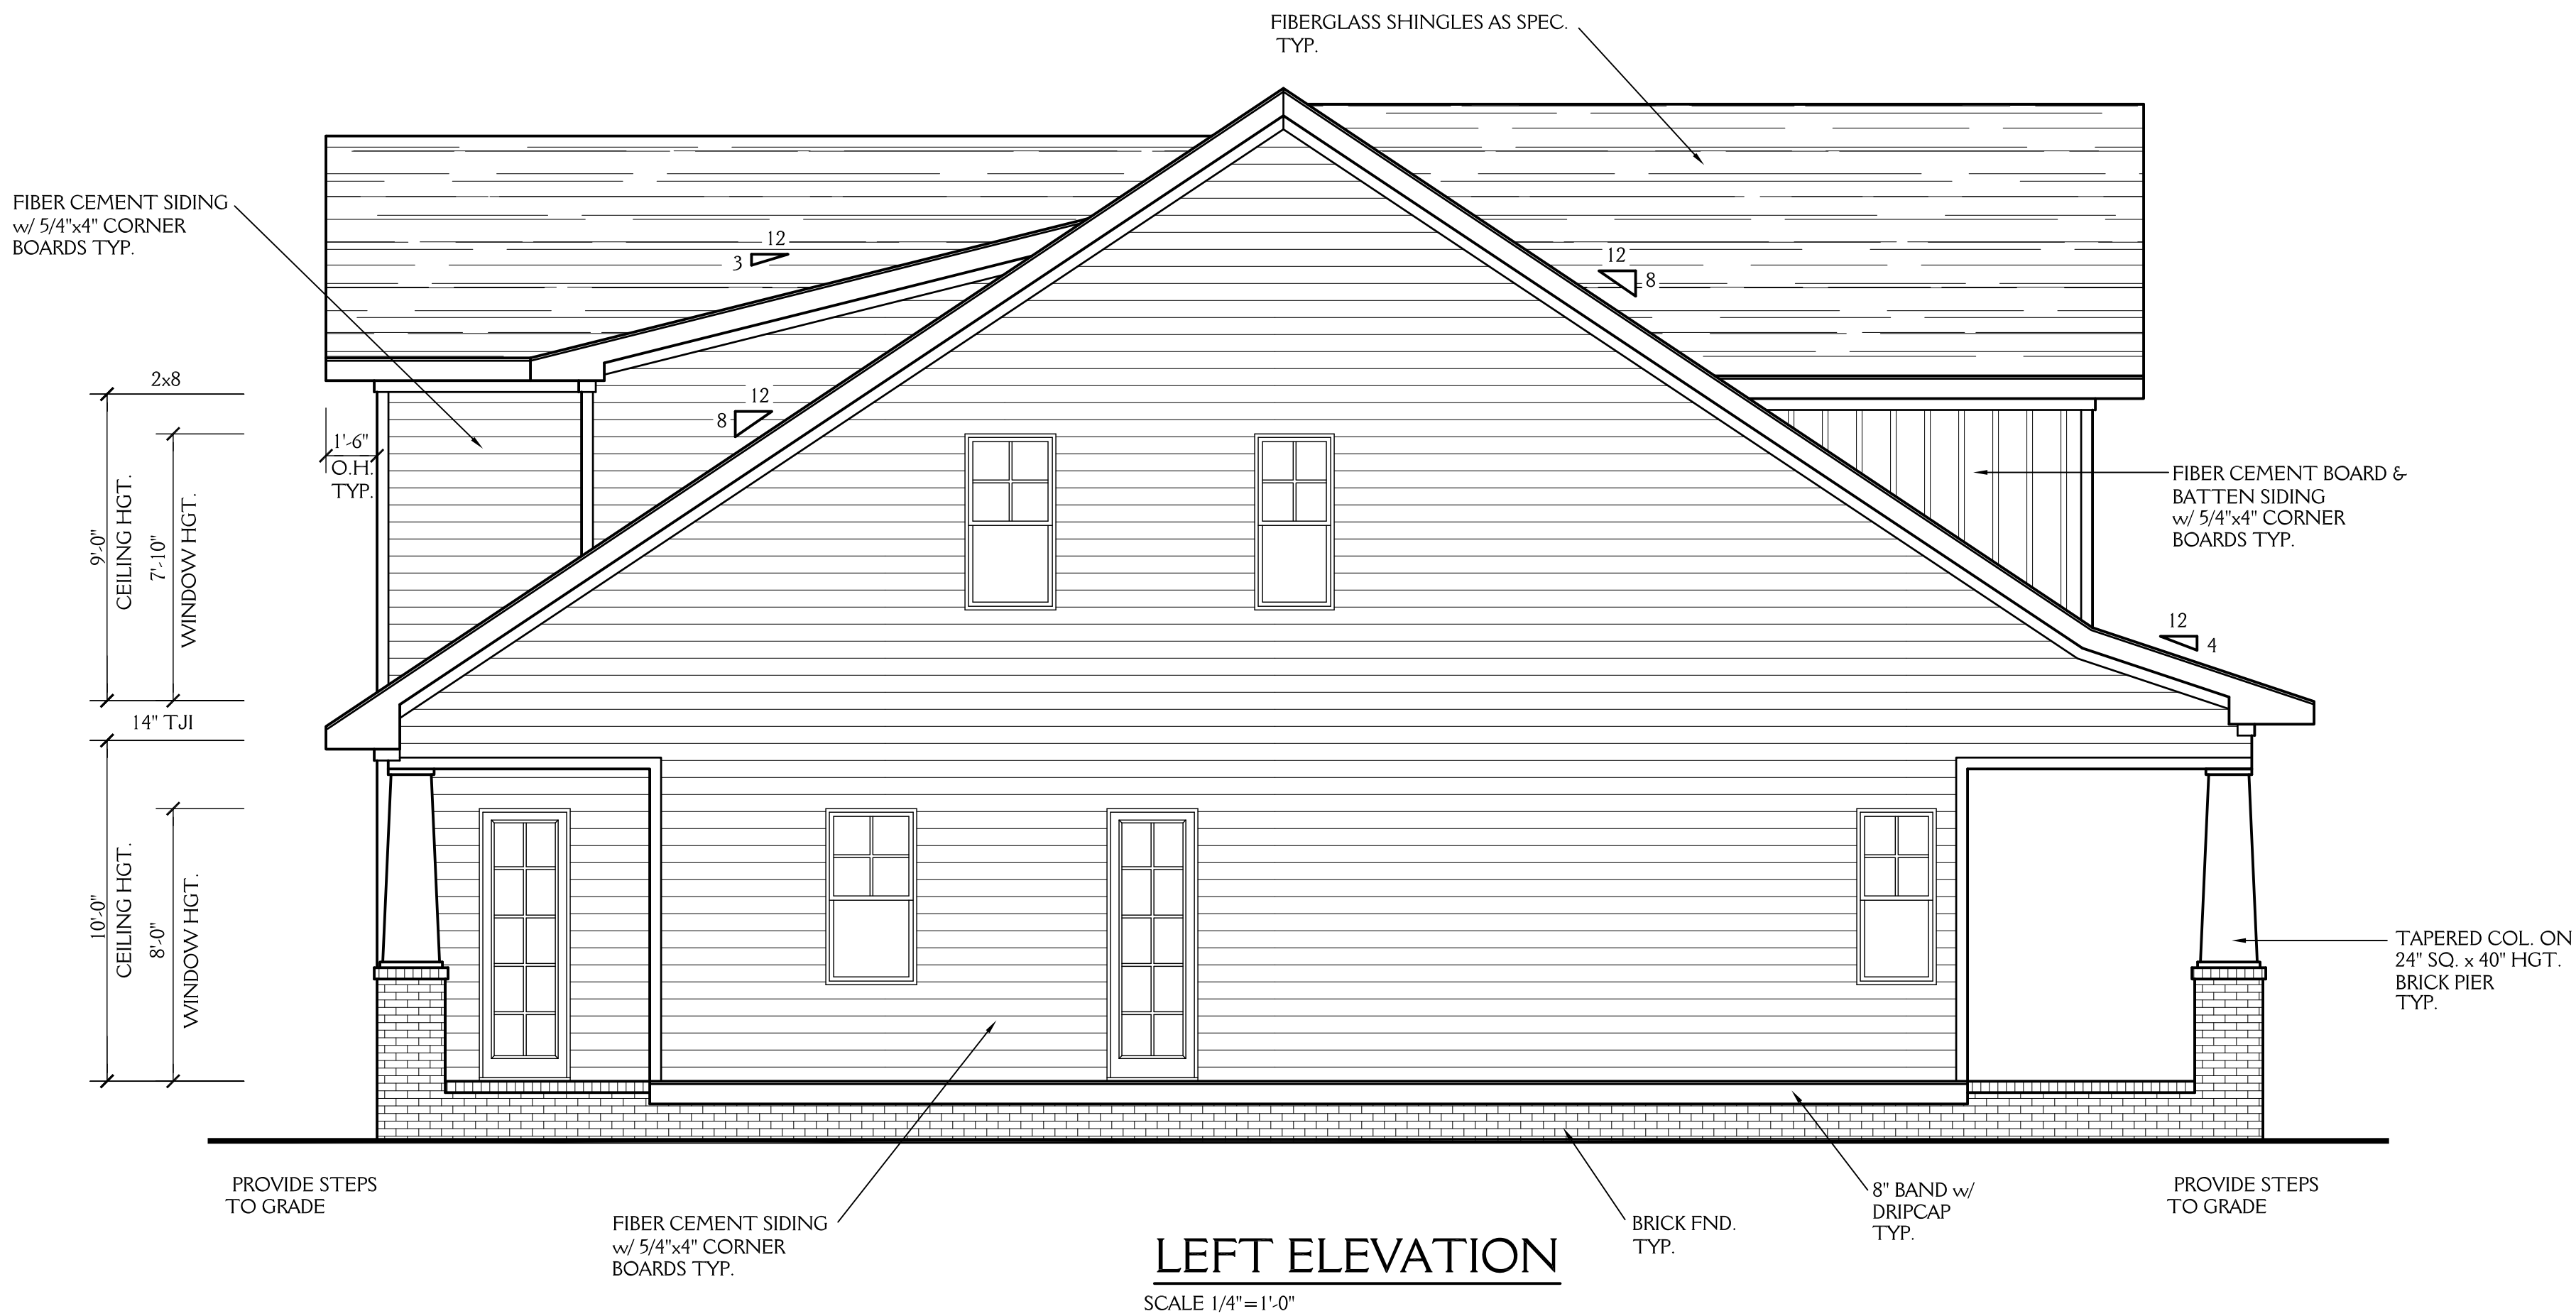 FIBERGLASS SHINGLES AS SPEC.
TYP.
FIBER CEMENT SIDING
w/ 5/4"x4" CORNER
BOARDS TYP.
12
3
12
8
2x8
12
8
1'-6"
O.H.
TYP.
9'-0"
CEILING HGT.
7'-10"
WINDOW HGT.
FIBER CEMENT BOARD &
BATTEN SIDING
w/ 5/4"x4" CORNER
BOARDS TYP.
12
4
14" TJI
10'-0"
CEILING HGT.
8'-0"
WINDOW HGT.
TAPERED COL. ON
24" SQ. x 40" HGT.
BRICK PIER
TYP.
PROVIDE STEPS
TO GRADE
FIBER CEMENT SIDING
w/ 5/4"x4" CORNER
BOARDS TYP.
BRICK FND.
TYP.
8" BAND w/
DRIPCAP
TYP.
PROVIDE STEPS
TO GRADE
LEFT ELEVATION
SCALE 1/4"=1'-0"